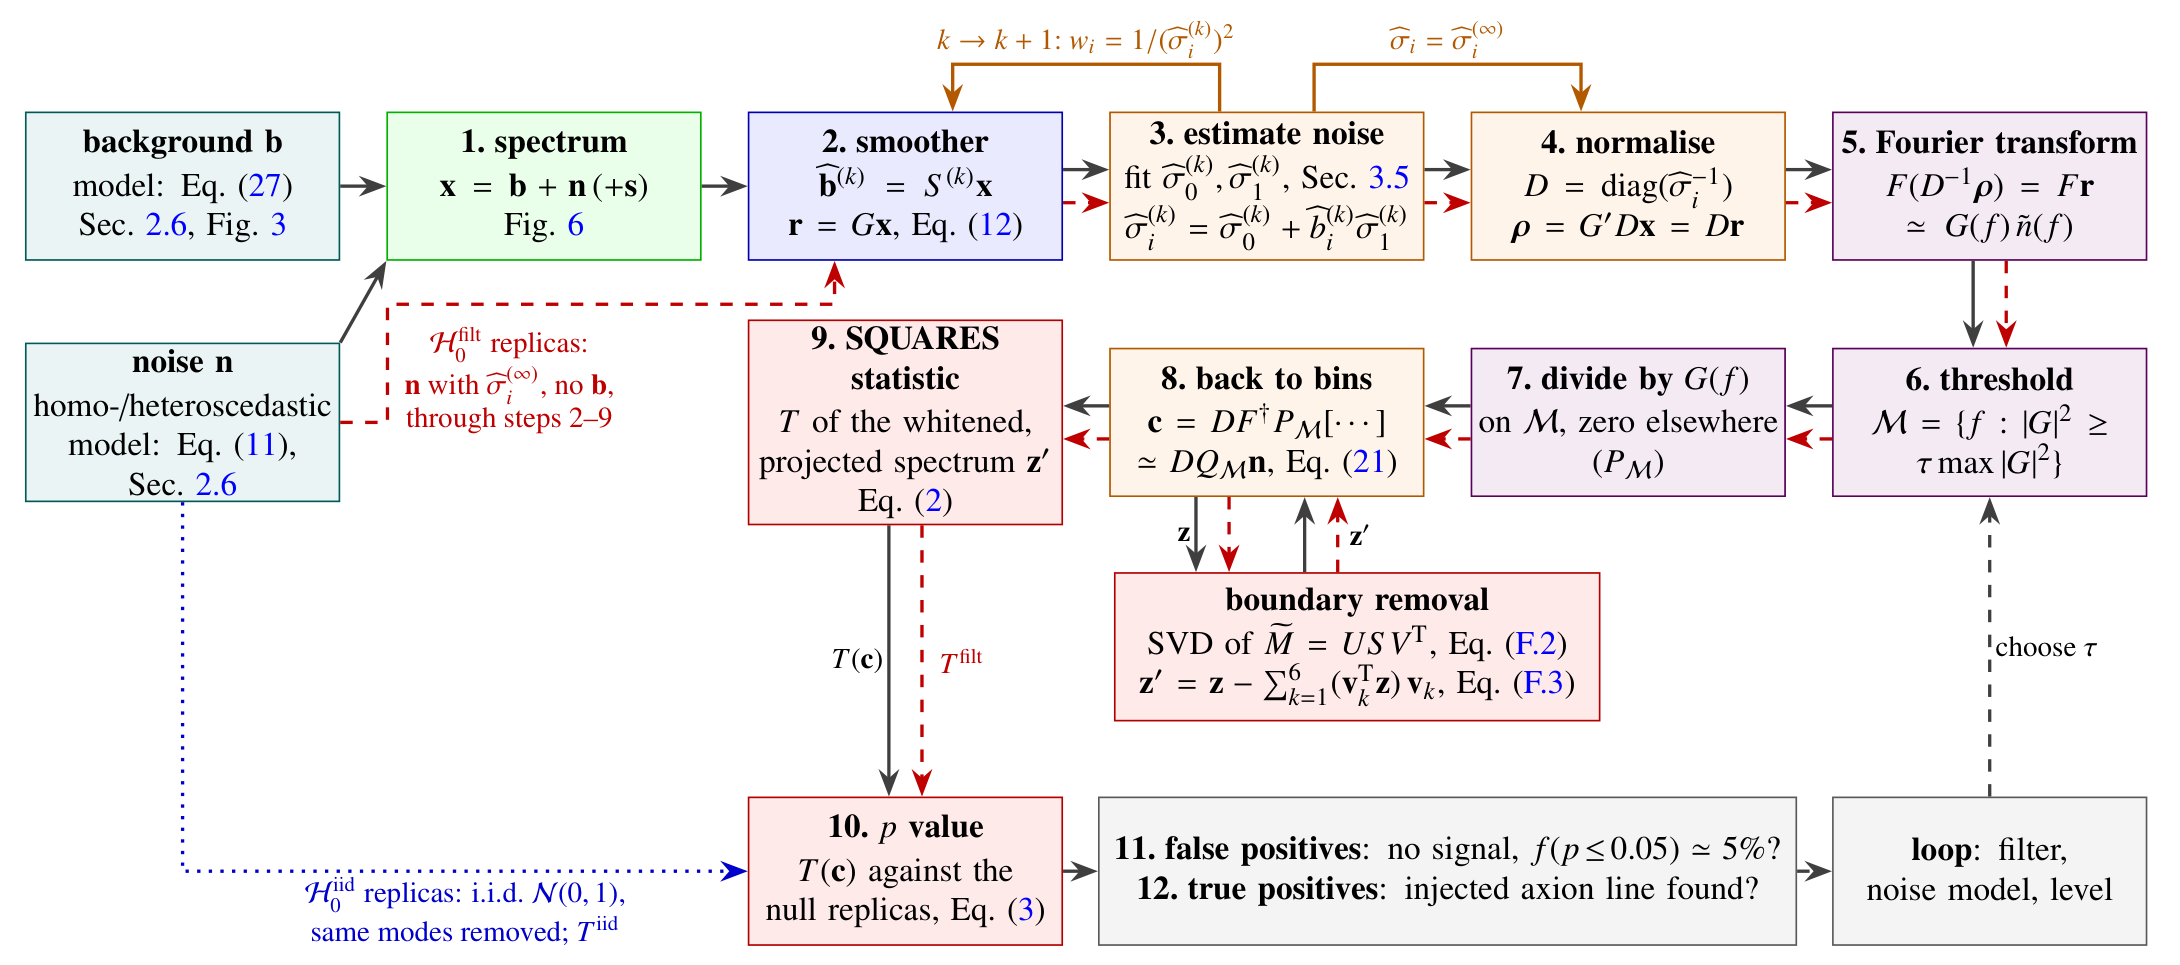 k → k + 1: w_i = 1/(σ̂_i^(k))^2
σ̂_i = σ̂_i^(∞)
background b
model: Eq. (27)
Sec. 2.6, Fig. 3
1. spectrum
x = b + n (+s)
Fig. 6
2. smoother
b̂^(k) = S^(k)x
r = Gx, Eq. (12)
3. estimate noise
fit σ̂_0^(k), σ̂_1^(k), Sec. 3.5
σ̂_i^(k) = σ̂_0^(k) + b̂_i^(k) σ̂_1^(k)
4. normalise
D = diag(σ̂_i^−1)
ρ = G′Dx = Dr
5. Fourier transform
F(D^−1 ρ) = Fr
≃ G(f) ñ(f)
noise n
homo-/heteroscedastic
model: Eq. (11),
Sec. 2.6
ℋ_0^filt replicas:
n with σ̂_i^(∞), no b,
through steps 2–9
9. SQUARES
statistic
T of the whitened,
projected spectrum z′
Eq. (2)
8. back to bins
c = DF^† P_ℳ[⋯]
≃ DQ_ℳ n, Eq. (21)
7. divide by G(f)
on ℳ, zero elsewhere
(P_ℳ)
6. threshold
ℳ = {f : |G|^2 ≥
τ max |G|^2}
z
z′
boundary removal
SVD of M̃ = USV^T, Eq. (F.2)
z′ = z − ∑_{k=1}^6 (v_k^T z) v_k, Eq. (F.3)
T(c)
T^filt
choose τ
ℋ_0^iid replicas: i.i.d. 𝒩(0, 1),
same modes removed; T^iid
10. p value
T(c) against the
null replicas, Eq. (3)
11. false positives: no signal, f(p ≤ 0.05) ≃ 5%?
12. true positives: injected axion line found?
loop: filter,
noise model, level